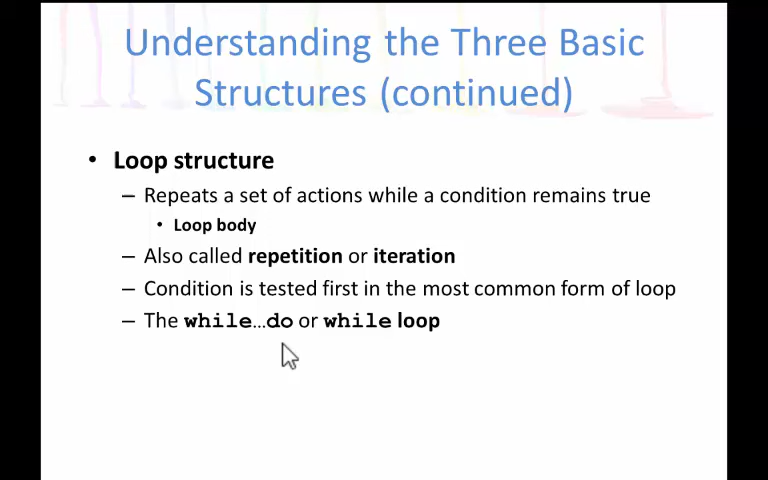 Understanding the Three Basic
Structures (continued)
• Loop structure
– Repeats a set of actions while a condition remains true
• Loop body
– Also called repetition or iteration
– Condition is tested first in the most common form of loop
– The while…do or while loop